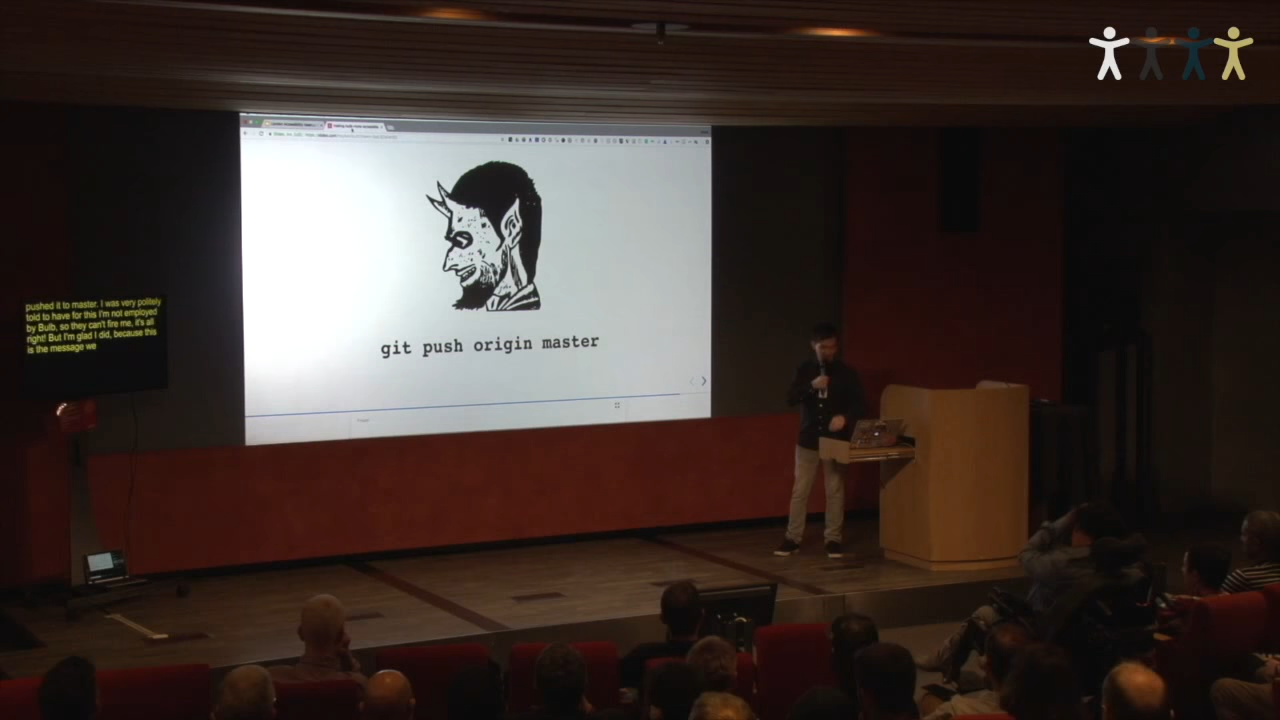 pushed it to master. I was very politely
told to have for this I'm not employed
by Bulb, so they can't fire me, it's all
right! But I'm glad I did, because this
is the message we
git push origin master